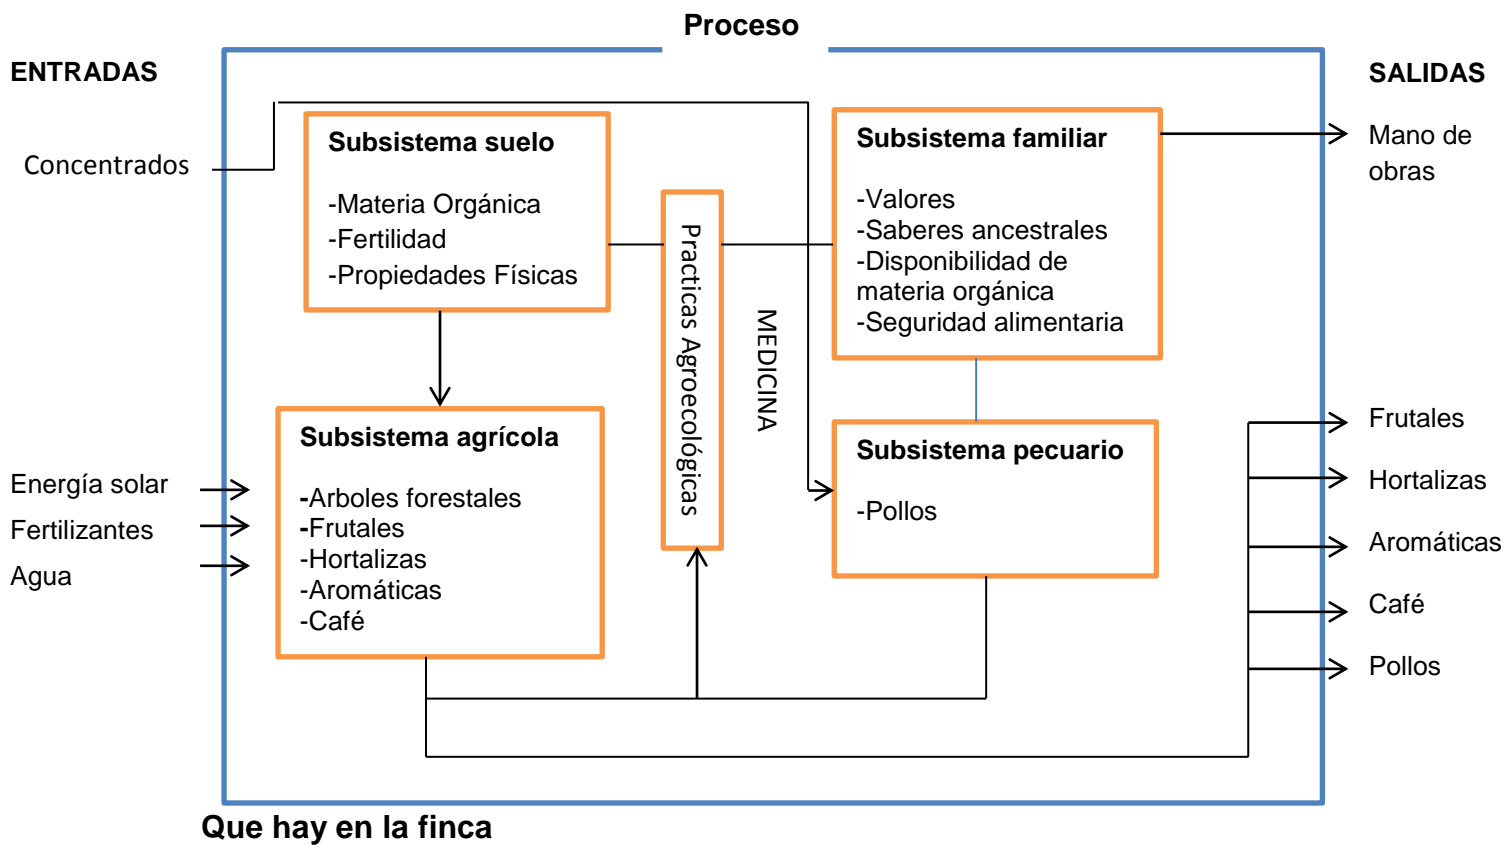 Proceso
ENTRADAS
SALIDAS
Concentrados
Subsistema suelo
-Materia Orgánica
-Fertilidad
-Propiedades Físicas
Practicas Agroecológicas
MEDICINA
Subsistema familiar
-Valores
-Saberes ancestrales
-Disponibilidad de
materia orgánica
-Seguridad alimentaria
Mano de
obras
Energía solar
Fertilizantes
Agua
Subsistema agrícola
-Arboles forestales
-Frutales
-Hortalizas
-Aromáticas
-Café
Subsistema pecuario
-Pollos
Frutales
Hortalizas
Aromáticas
Café
Pollos
Que hay en la finca